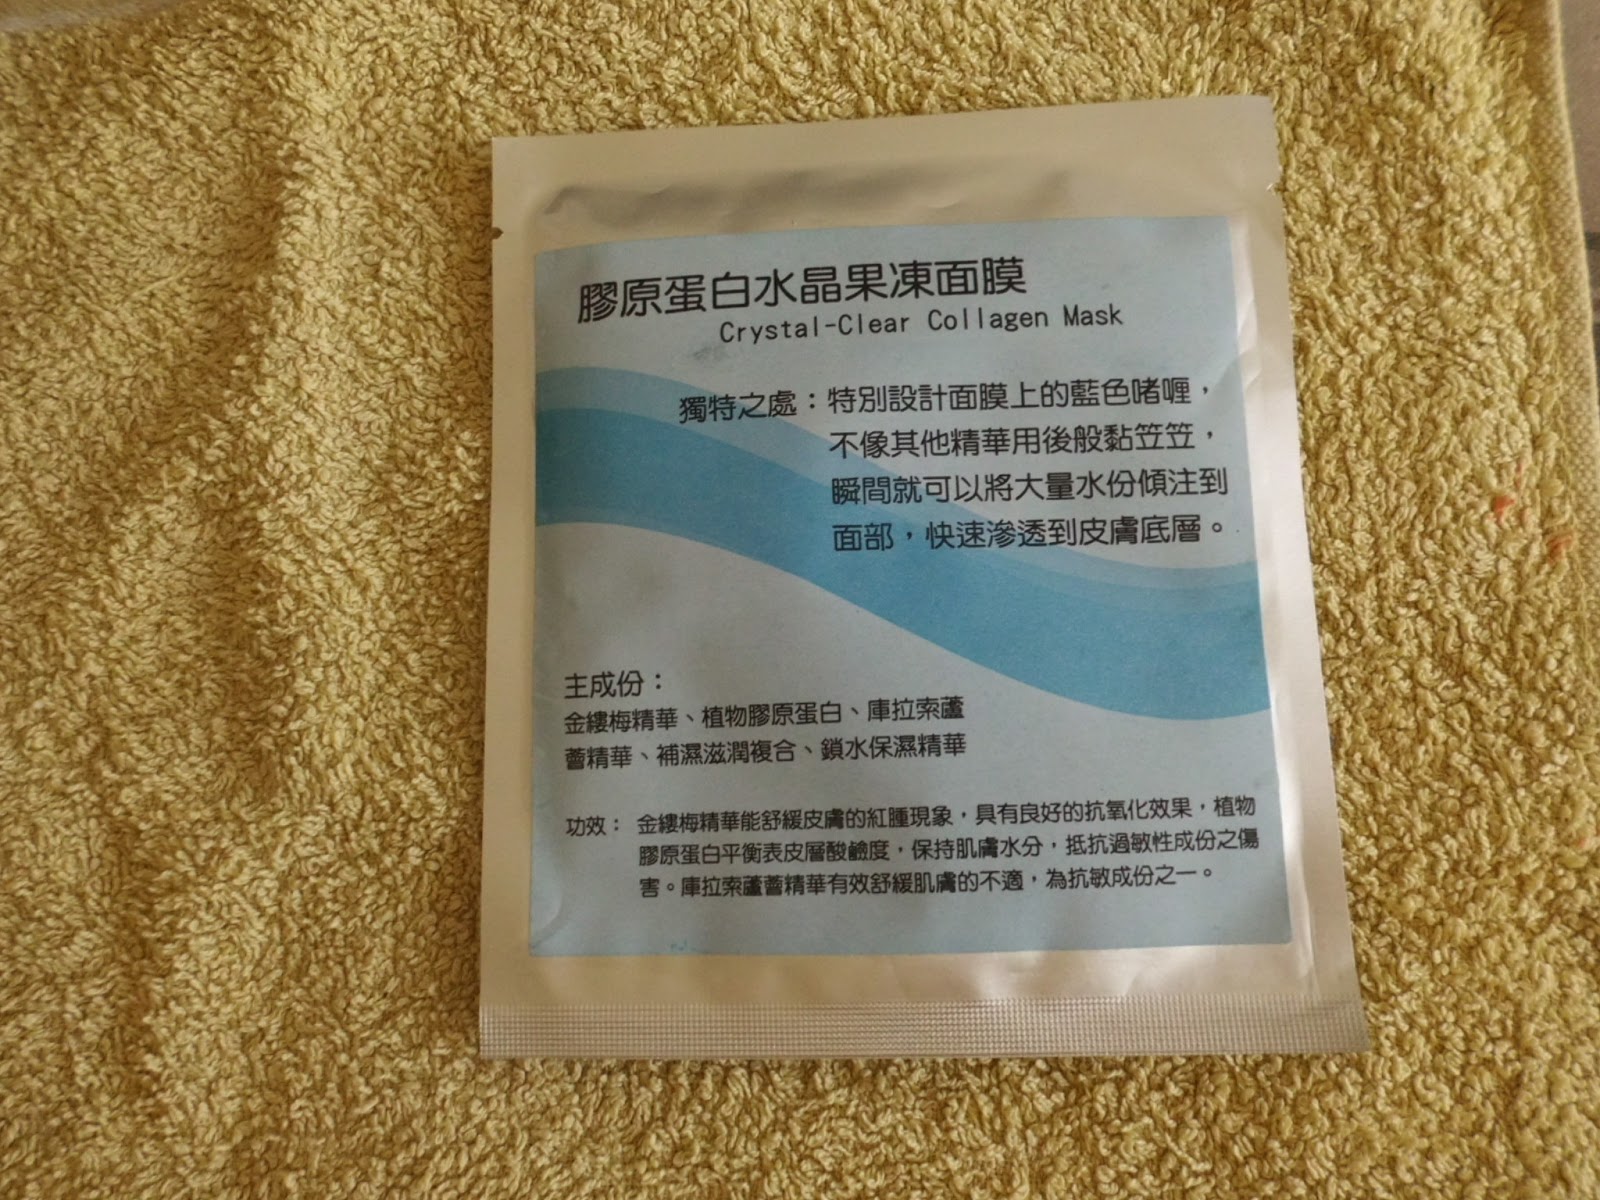 膠原蛋白水晶果凍面膜
Crystal-Clear Collagen Mask
獨特之處：特別設計面膜上的藍色啫喱，
不像其他精華用後般黏笠笠，
瞬間就可以將大量水份傾注到
面部，快速滲透到皮膚底層。
主成份：
金縷梅精華、植物膠原蛋白、庫拉索蘆
薈精華、補濕滋潤複合、鎖水保濕精華
功效：金縷梅精華能舒緩皮膚的紅腫現象，具有良好的抗氧化效果，植物
膠原蛋白平衡表皮層酸鹼度，保持肌膚水分，抵抗過敏性成份之傷
害。庫拉索蘆薈精華有效舒緩肌膚的不適，為抗敏成份之一。